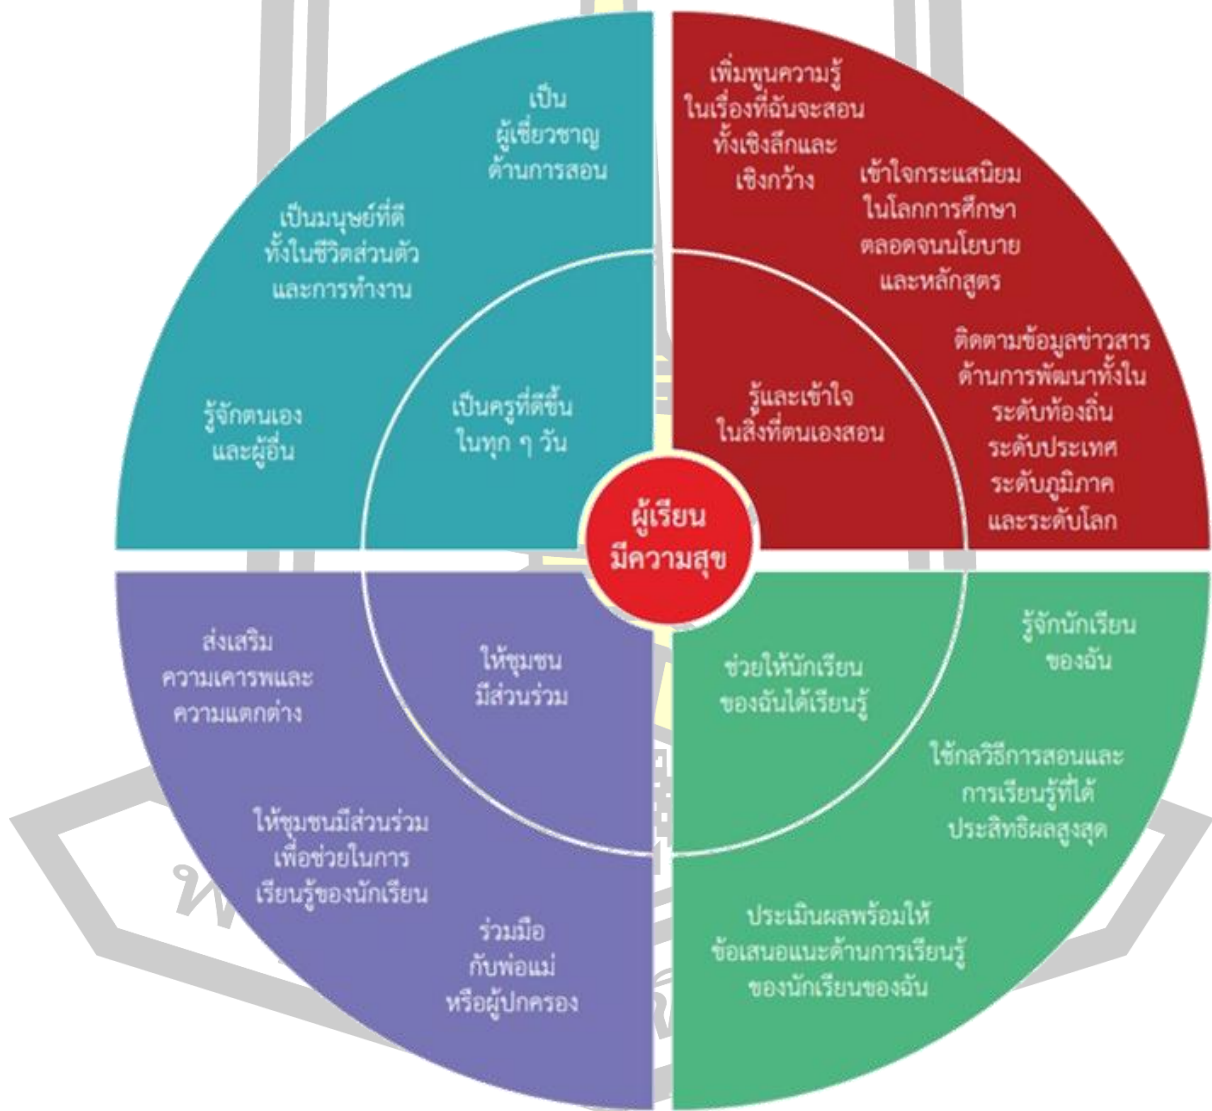 เป็น
ผู้เชี่ยวชาญ
ด้านการสอน
เป็นมนุษย์ที่ดี
ทั้งในชีวิตส่วนตัว
และการทำงาน
รู้จักตนเอง
และผู้อื่น
เป็นครูที่ดีขึ้น
ในทุก ๆ วัน
เพิ่มพูนความรู้
ในเรื่องที่ฉันจะสอน
ทั้งเชิงลึกและ
เชิงกว้าง
เข้าใจกระแสนิยม
ในโลกการศึกษา
ตลอดจนนโยบาย
และหลักสูตร
ติดตามข้อมูลข่าวสาร
ด้านการพัฒนาทั้งใน
ระดับท้องถิ่น
ระดับประเทศ
ระดับภูมิภาค
และระดับโลก
รู้และเข้าใจ
ในสิ่งที่ตนเองสอน
ผู้เรียน
มีความสุข
ส่งเสริม
ความเคารพและ
ความแตกต่าง
ให้ชุมชน
มีส่วนร่วม
ให้ชุมชนมีส่วนร่วม
เพื่อช่วยในการ
เรียนรู้ของนักเรียน
ร่วมมือ
กับพ่อแม่
หรือผู้ปกครอง
ช่วยให้นักเรียน
ของฉันได้เรียนรู้
รู้จักนักเรียน
ของฉัน
ใช้กลวิธีการสอนและ
การเรียนรู้ที่ได้
ประสิทธิผลสูงสุด
ประเมินผลพร้อมให้
ข้อเสนอแนะด้านการเรียนรู้
ของนักเรียนของฉัน